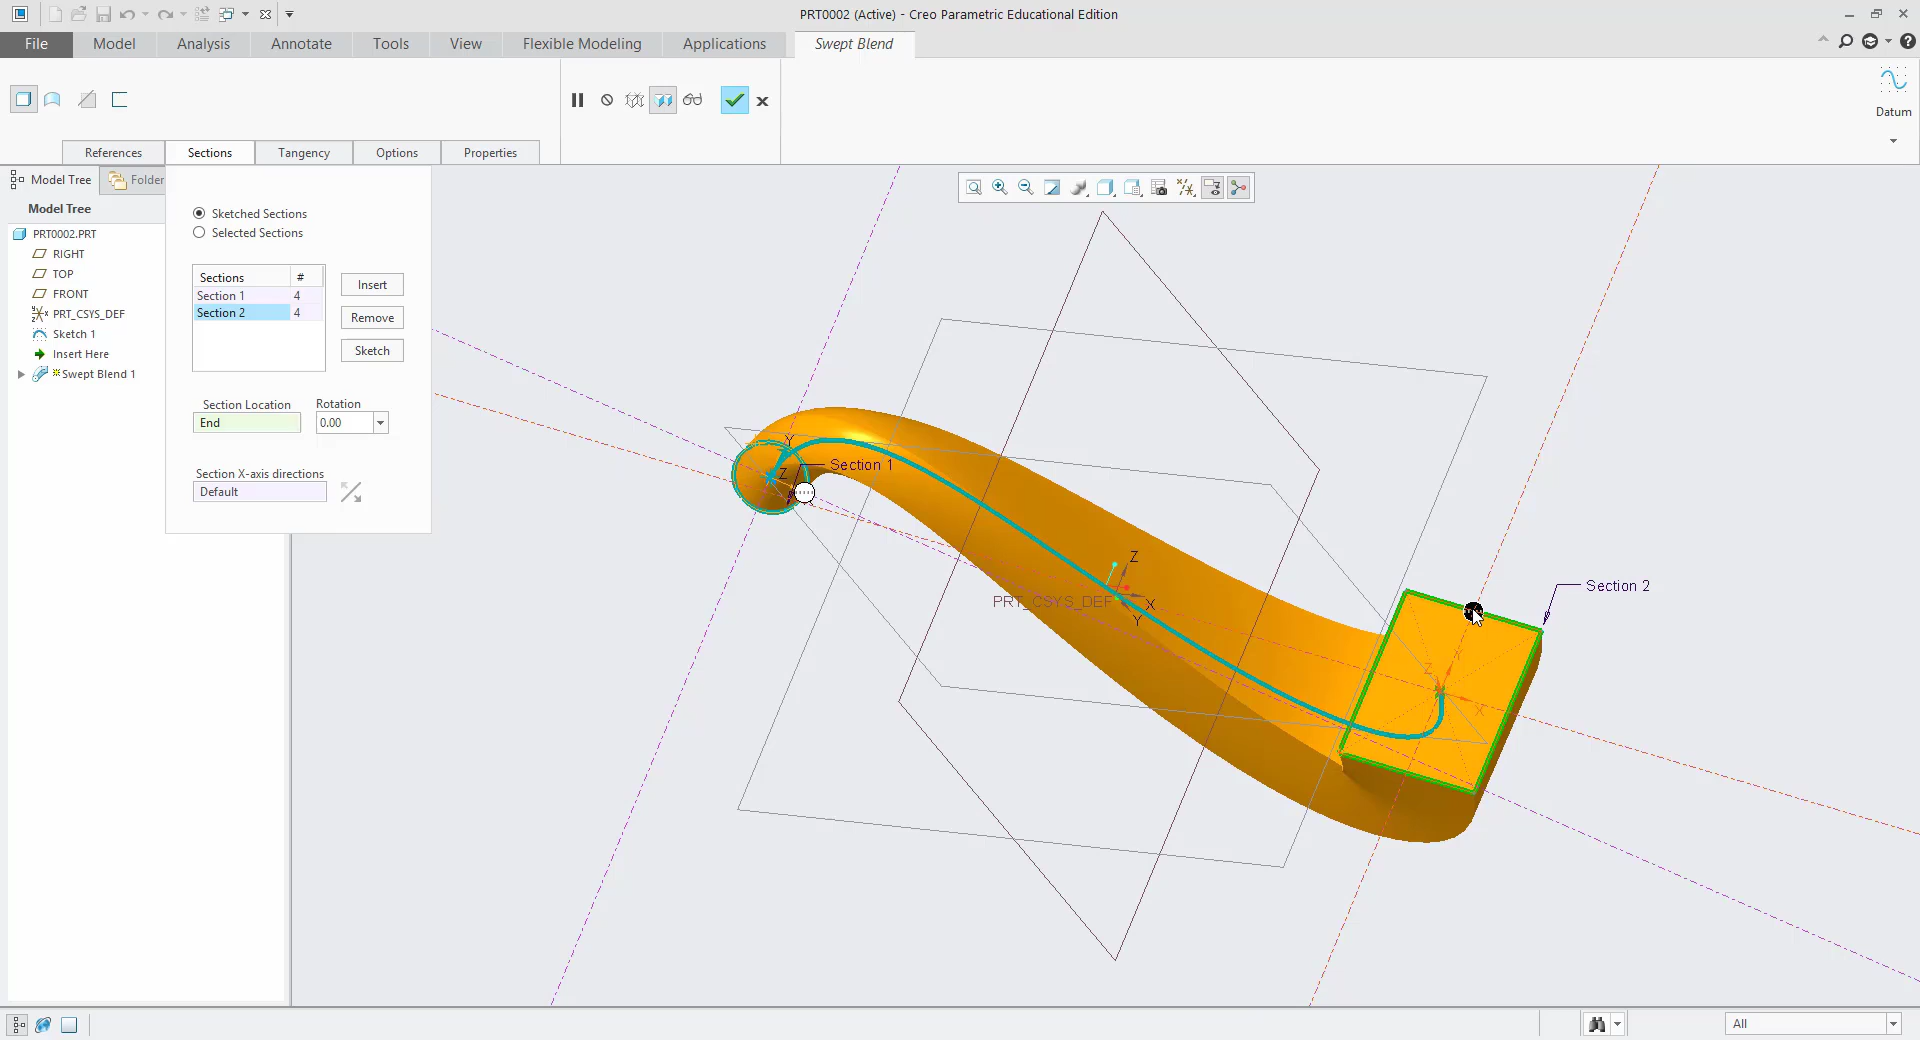 PRT0002 (Active) - Creo Parametric Educational Edition
File
Model
Analysis
Annotate
Tools
View
Flexible Modeling
Applications
Swept Blend
Datum
References
Sections
Tangency
Options
Properties
Model Tree
Folder
Model Tree
PRT0002.PRT
RIGHT
TOP
FRONT
PRT_CSYS_DEF
Sketch 1
Insert Here
Swept Blend 1
Sketched Sections
Selected Sections
Sections #
Section 1 4
Section 2 4
Insert
Remove
Sketch
Section Location
Rotation
End
0.00
Section X-axis directions
Default
Y
Z
Section 1
Z
PRT_CSYS_DEF
X
Y
Section 2
Y
Z
X
All